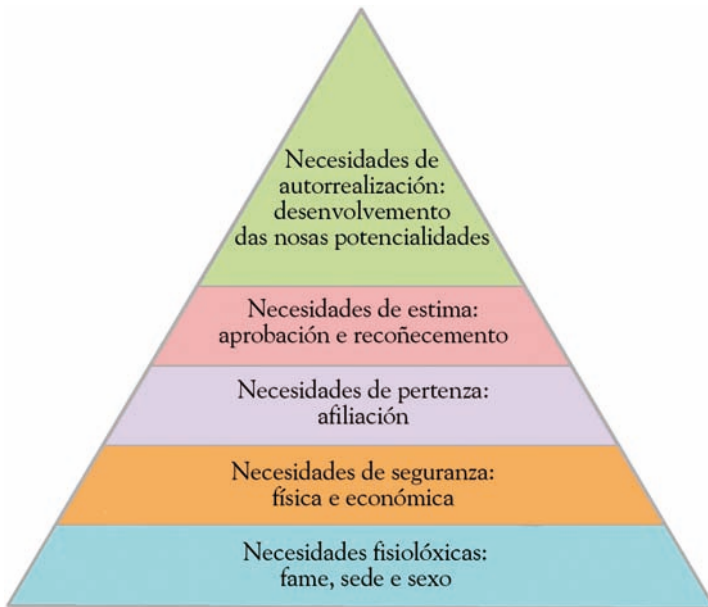 Necesidades de
autorrealización:
desenvolvemento
das nosas potencialidades
Necesidades de estima:
aprobación e recoñecemento
Necesidades de pertenza:
afiliación
Necesidades de seguranza:
física e económica
Necesidades fisiolóxicas:
fame, sede e sexo